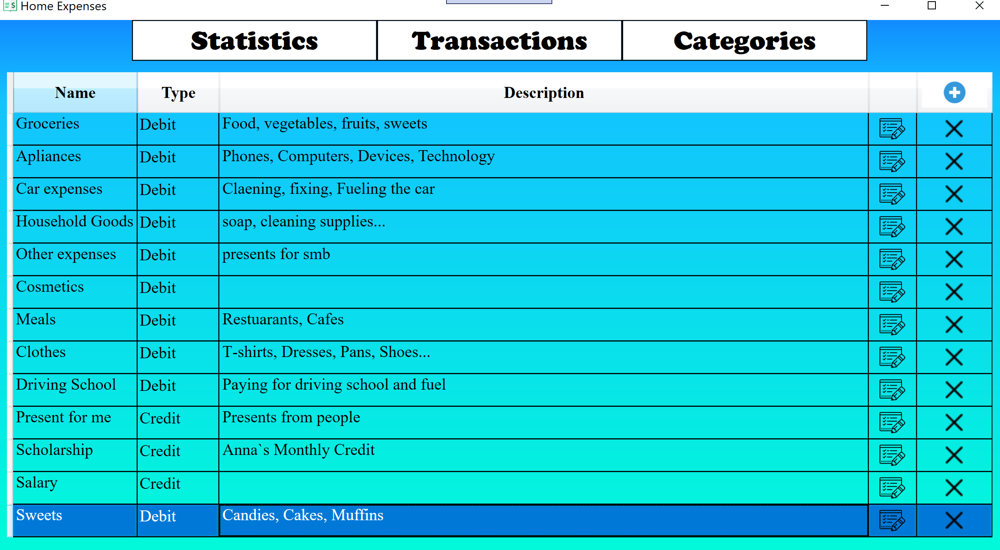 Home Expenses
Statistics Transactions Categories
Name Type Description
Groceries Debit Food, vegetables, fruits, sweets
Apliances Debit Phones, Computers, Devices, Technology
Car expenses Debit Claening, fixing, Fueling the car
Household Goods Debit soap, cleaning supplies...
Other expenses Debit presents for smb
Cosmetics Debit
Meals Debit Restuarants, Cafes
Clothes Debit T-shirts, Dresses, Pans, Shoes...
Driving School Debit Paying for driving school and fuel
Present for me Credit Presents from people
Scholarship Credit Anna`s Monthly Credit
Salary Credit
Sweets Debit Candies, Cakes, Muffins